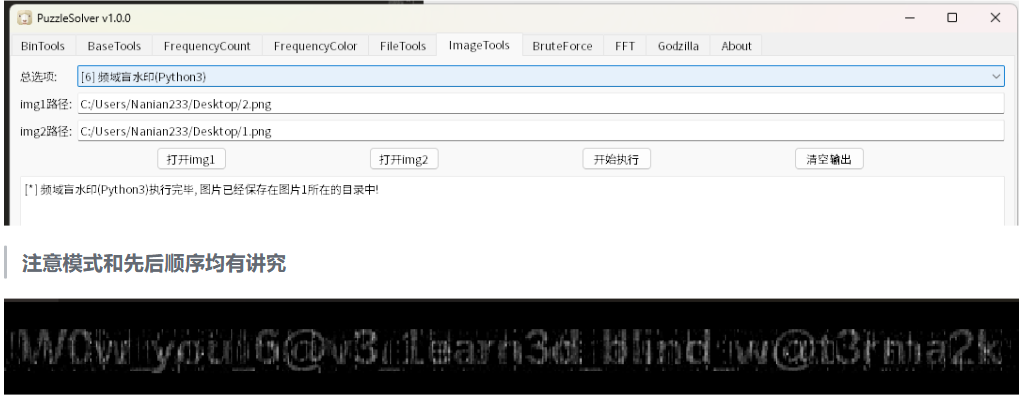 PuzzleSolver v1.0.0
BinTools BaseTools FrequencyCount FrequencyColor FileTools ImageTools BruteForce FFT Godzilla About
总选项: [6] 频域盲水印(Python3)
img1路径: C:/Users/Nanian233/Desktop/2.png
img2路径: C:/Users/Nanian233/Desktop/1.png
打开img1 打开img2 开始执行 清空输出
[*] 频域盲水印(Python3)执行完毕, 图片已经保存在图片1所在的目录中!
注意模式和先后顺序均有讲究
W0w_you_6@v3_1earn3d_blind_w@t3rma2k